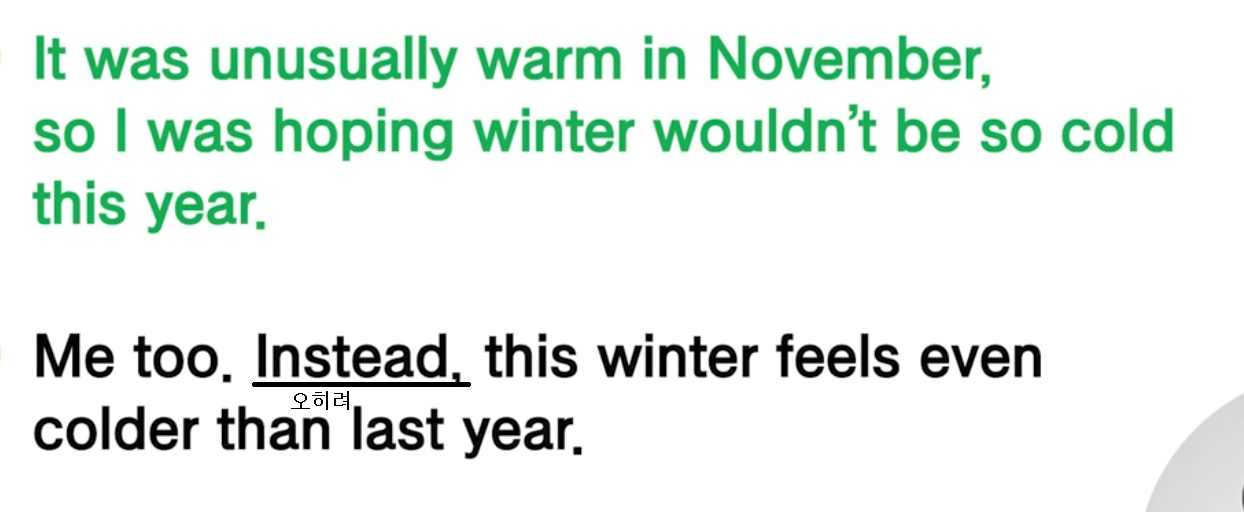 It was unusually warm in November,
so I was hoping winter wouldn't be so cold
this year.
Me too. Instead, this winter feels even
오히려
colder than last year.